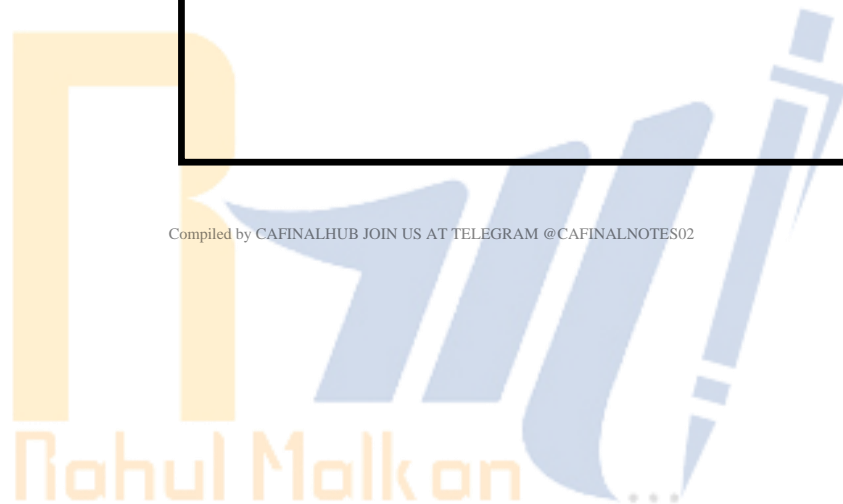 Compiled by CAFINALHUB JOIN US AT TELEGRAM @CAFINALNOTES02
Rahul Malkan